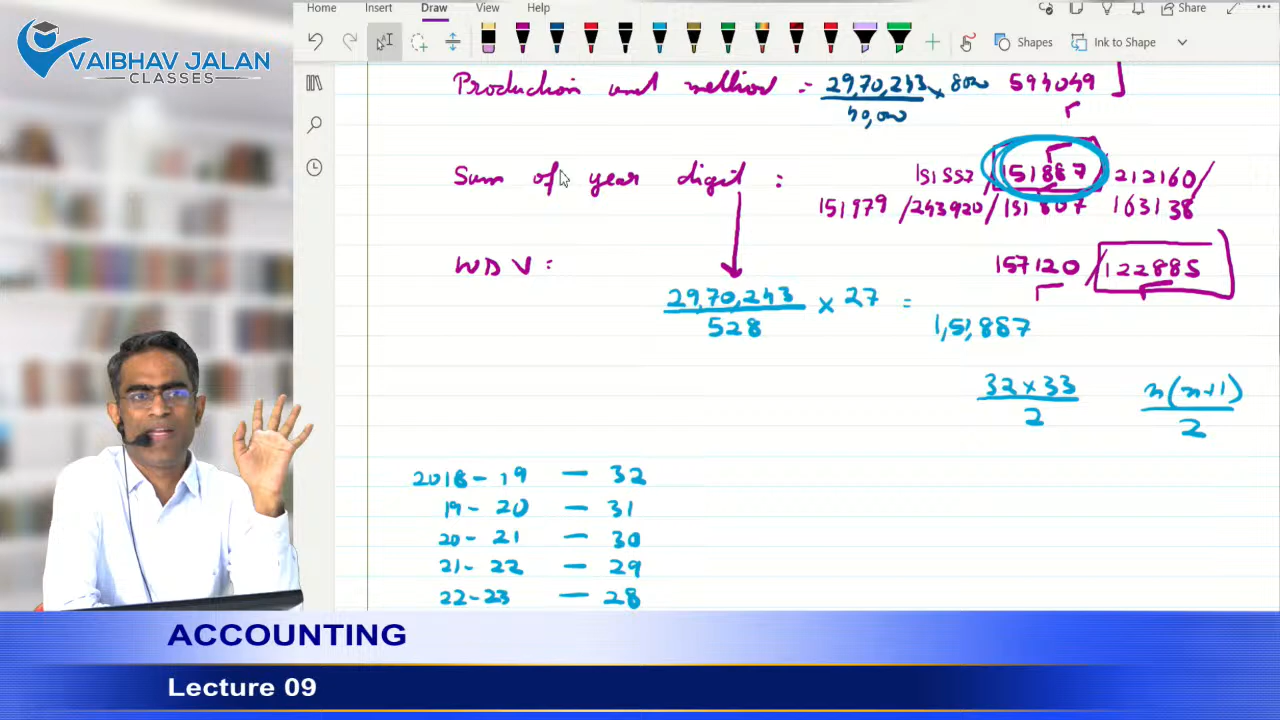 VAIBHAV JALAN
CLASSES
Home Insert Draw View Help
Share
Shapes Ink to Shape
Production unit method = 29,70,243 / 40,000 × 8000 594049
Sum of year digit : 151552 / 151887 / 212160 /
151979 / 243920 / 151807 163138
WDV : 157120 / 122885
29,70,243 / 528 × 27 = 1,51,887
32 × 33 / 2 n(n+1) / 2
2018 - 19 — 32
19 - 20 — 31
20 - 21 — 30
21 - 22 — 29
22 - 23 — 28
ACCOUNTING
Lecture 09